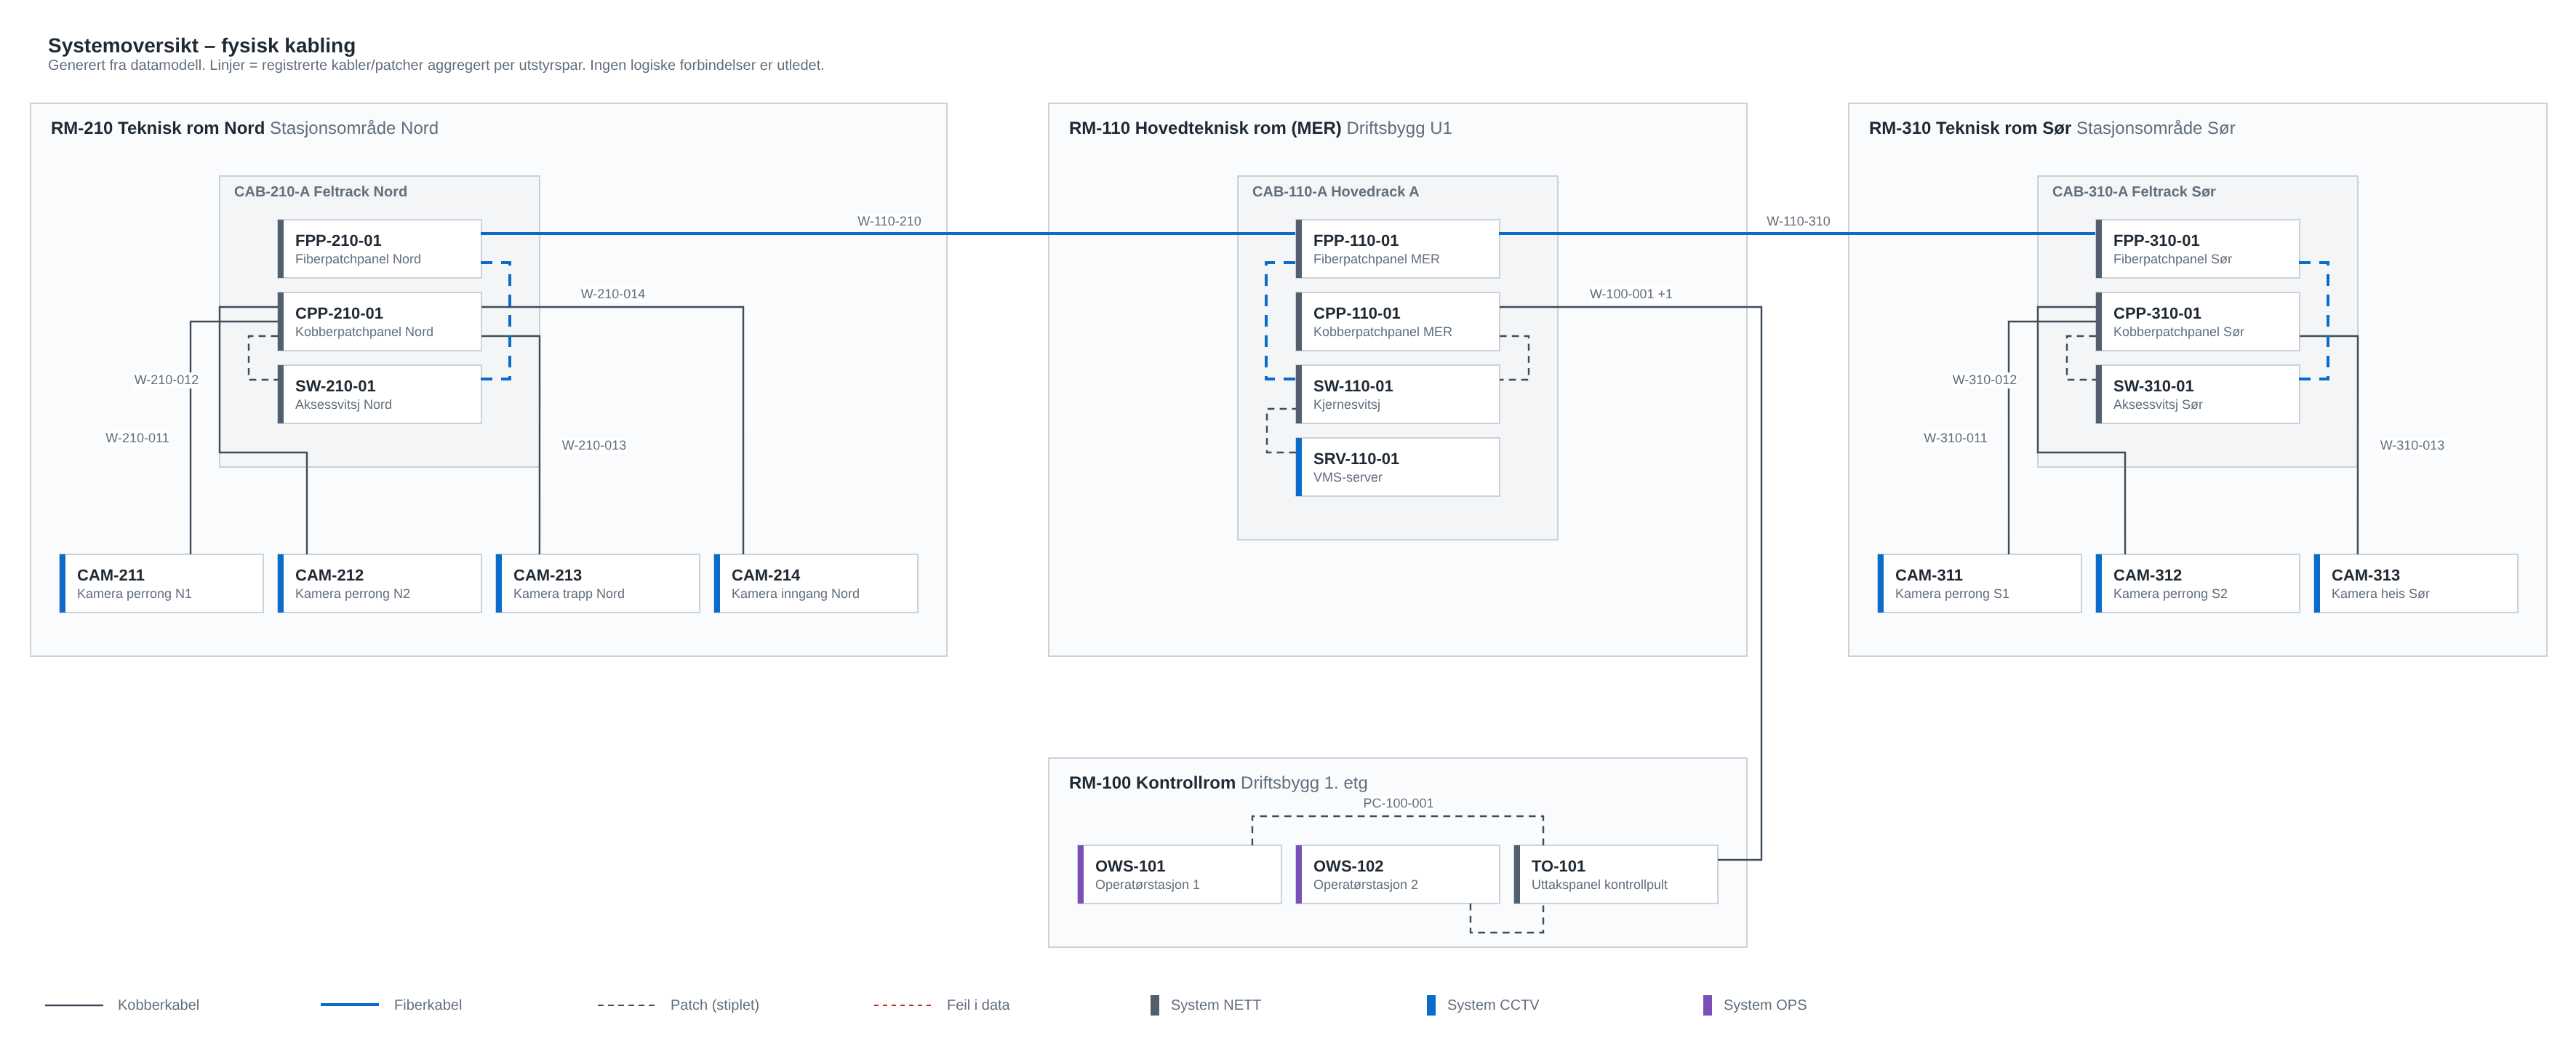 Systemoversikt – fysisk kabling
Generert fra datamodell. Linjer = registrerte kabler/patcher aggregert per utstyrspar. Ingen logiske forbindelser er utledet.
RM-210 Teknisk rom Nord Stasjonsområde Nord
CAB-210-A Feltrack Nord
FPP-210-01
Fiberpatchpanel Nord
CPP-210-01
Kobberpatchpanel Nord
SW-210-01
Aksessvitsj Nord
W-110-210
W-210-014
W-210-012
W-210-011
W-210-013
CAM-211
Kamera perrong N1
CAM-212
Kamera perrong N2
CAM-213
Kamera trapp Nord
CAM-214
Kamera inngang Nord
RM-110 Hovedteknisk rom (MER) Driftsbygg U1
CAB-110-A Hovedrack A
FPP-110-01
Fiberpatchpanel MER
CPP-110-01
Kobberpatchpanel MER
SW-110-01
Kjernesvitsj
SRV-110-01
VMS-server
W-100-001 +1
W-110-310
RM-310 Teknisk rom Sør Stasjonsområde Sør
CAB-310-A Feltrack Sør
FPP-310-01
Fiberpatchpanel Sør
CPP-310-01
Kobberpatchpanel Sør
SW-310-01
Aksessvitsj Sør
W-310-012
W-310-011
W-310-013
CAM-311
Kamera perrong S1
CAM-312
Kamera perrong S2
CAM-313
Kamera heis Sør
RM-100 Kontrollrom Driftsbygg 1. etg
PC-100-001
OWS-101
Operatørstasjon 1
OWS-102
Operatørstasjon 2
TO-101
Uttakspanel kontrollpult
Kobberkabel
Fiberkabel
Patch (stiplet)
Feil i data
System NETT
System CCTV
System OPS